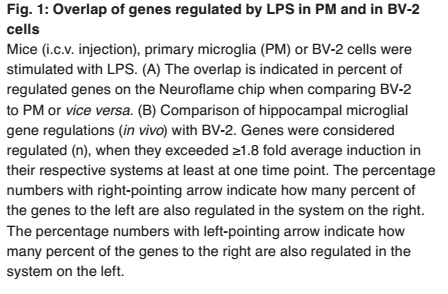 Fig. 1: Overlap of genes regulated by LPS in PM and in BV-2
cells
Mice (i.c.v. injection), primary microglia (PM) or BV-2 cells were
stimulated with LPS. (A) The overlap is indicated in percent of
regulated genes on the Neuroflame chip when comparing BV-2
to PM or vice versa. (B) Comparison of hippocampal microglial
gene regulations (in vivo) with BV-2. Genes were considered
regulated (n), when they exceeded ≥1.8 fold average induction in
their respective systems at least at one time point. The percentage
numbers with right-pointing arrow indicate how many percent of
the genes to the left are also regulated in the system on the right.
The percentage numbers with left-pointing arrow indicate how
many percent of the genes to the right are also regulated in the
system on the left.